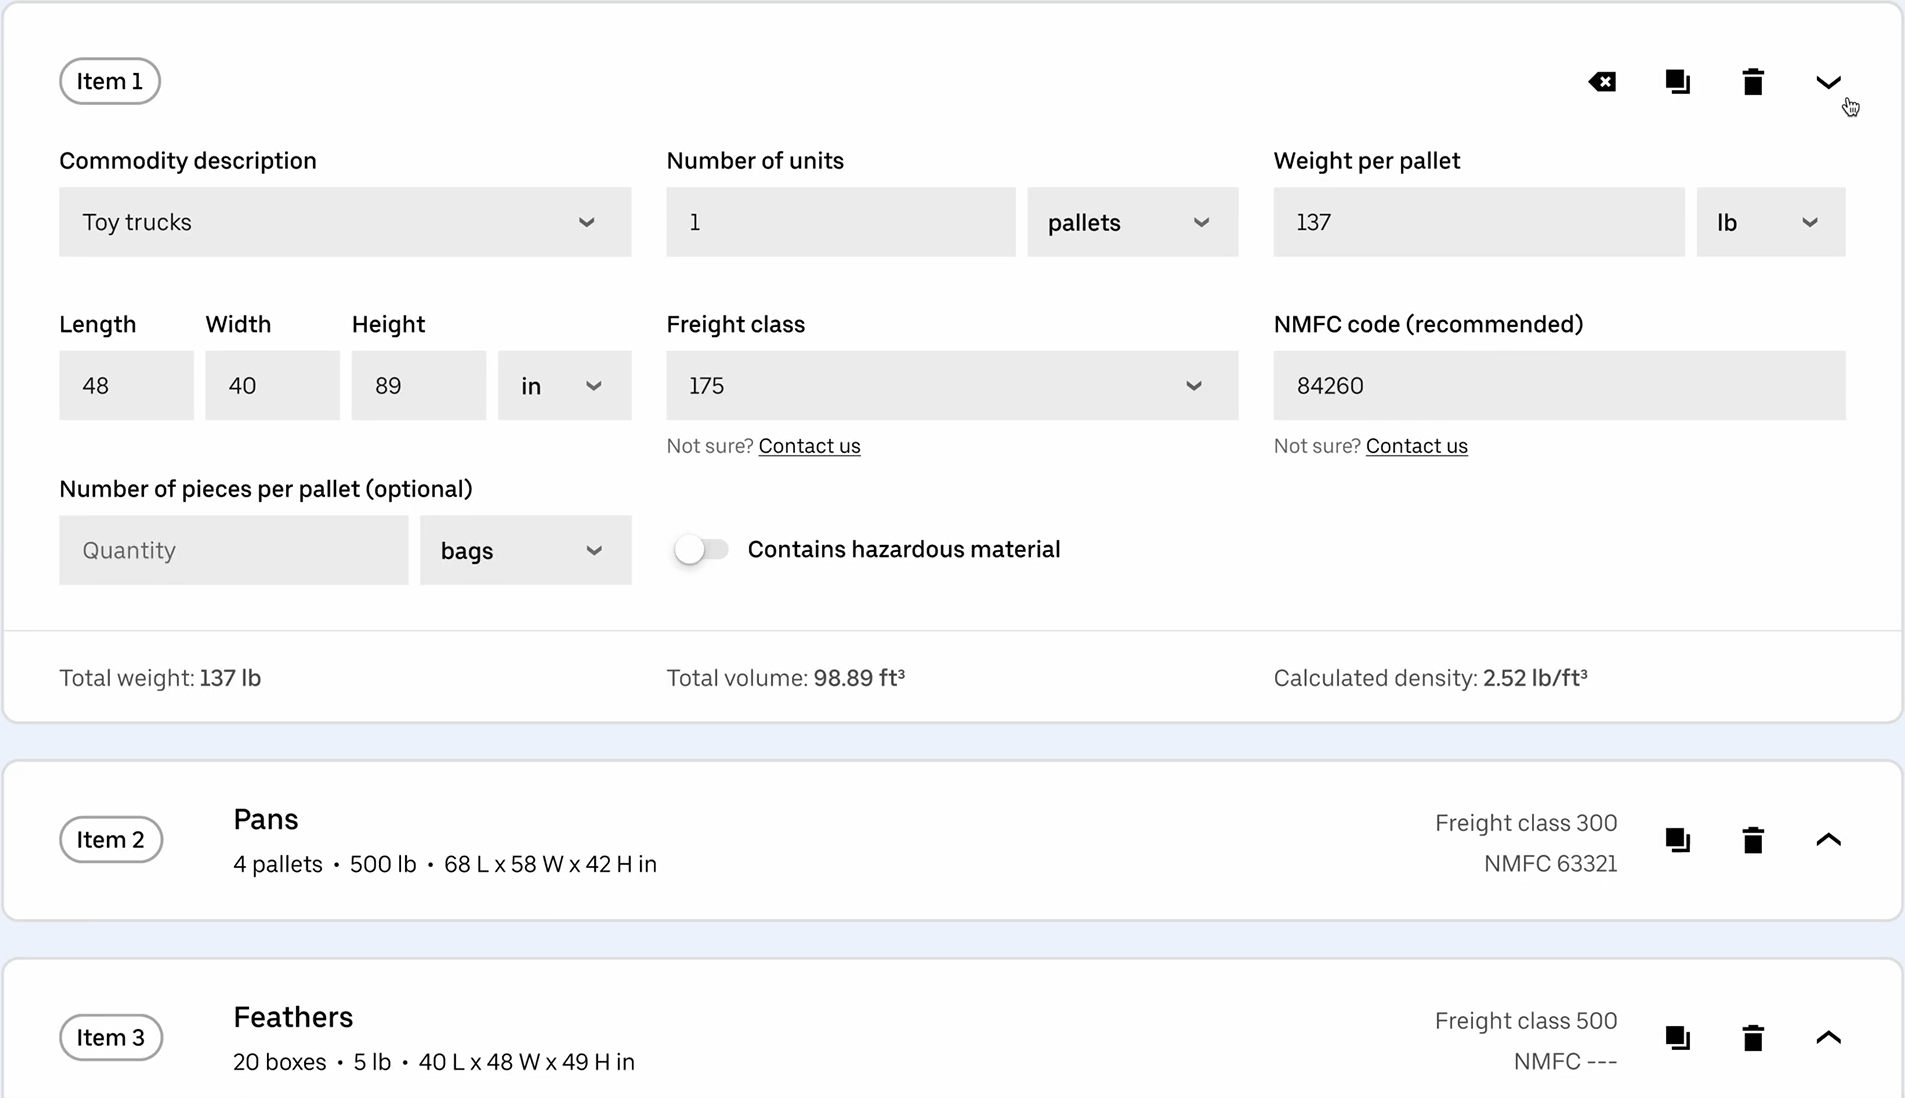 Item 1
Commodity description
Number of units
Weight per pallet
Toy trucks
1
pallets
137
lb
Length
Width
Height
Freight class
NMFC code (recommended)
48
40
89
in
175
84260
Not sure? Contact us
Not sure? Contact us
Number of pieces per pallet (optional)
Quantity
bags
Contains hazardous material
Total weight: 137 lb
Total volume: 98.89 ft³
Calculated density: 2.52 lb/ft³
Item 2
Pans
4 pallets • 500 lb • 68 L x 58 W x 42 H in
Freight class 300
NMFC 63321
Item 3
Feathers
20 boxes • 5 lb • 40 L x 48 W x 49 H in
Freight class 500
NMFC ---